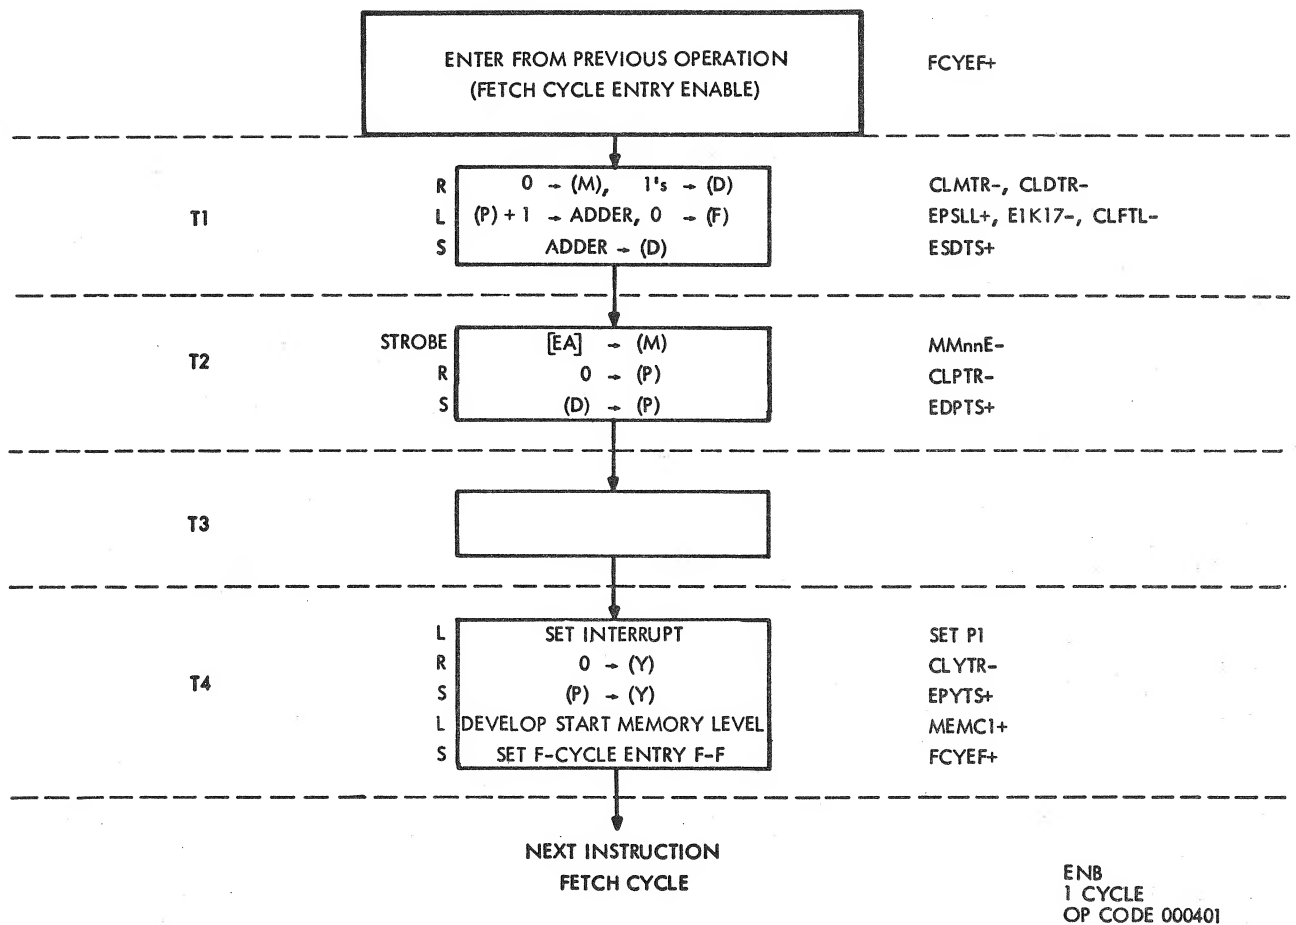 ENTER FROM PREVIOUS OPERATION FCYEF+
(FETCH CYCLE ENTRY ENABLE)
R 0 → (M), 1's → (D) CLMTR-, CLDTR-
T1 L (P) + 1 → ADDER, 0 → (F) EPSLL+, E1K17-, CLFTL-
S ADDER → (D) ESDTS+
STROBE [EA] → (M) MMnnE-
T2
R 0 → (P) CLPTR-
S (D) → (P) EDPTS+
T3
L SET INTERRUPT SET P1
R 0 → (Y) CLYTR-
T4
S (P) → (Y) EPYTS+
L DEVELOP START MEMORY LEVEL MEMC1+
S SET F-CYCLE ENTRY F-F FCYEF+
NEXT INSTRUCTION
FETCH CYCLE
ENB
1 CYCLE
OP CODE 000401